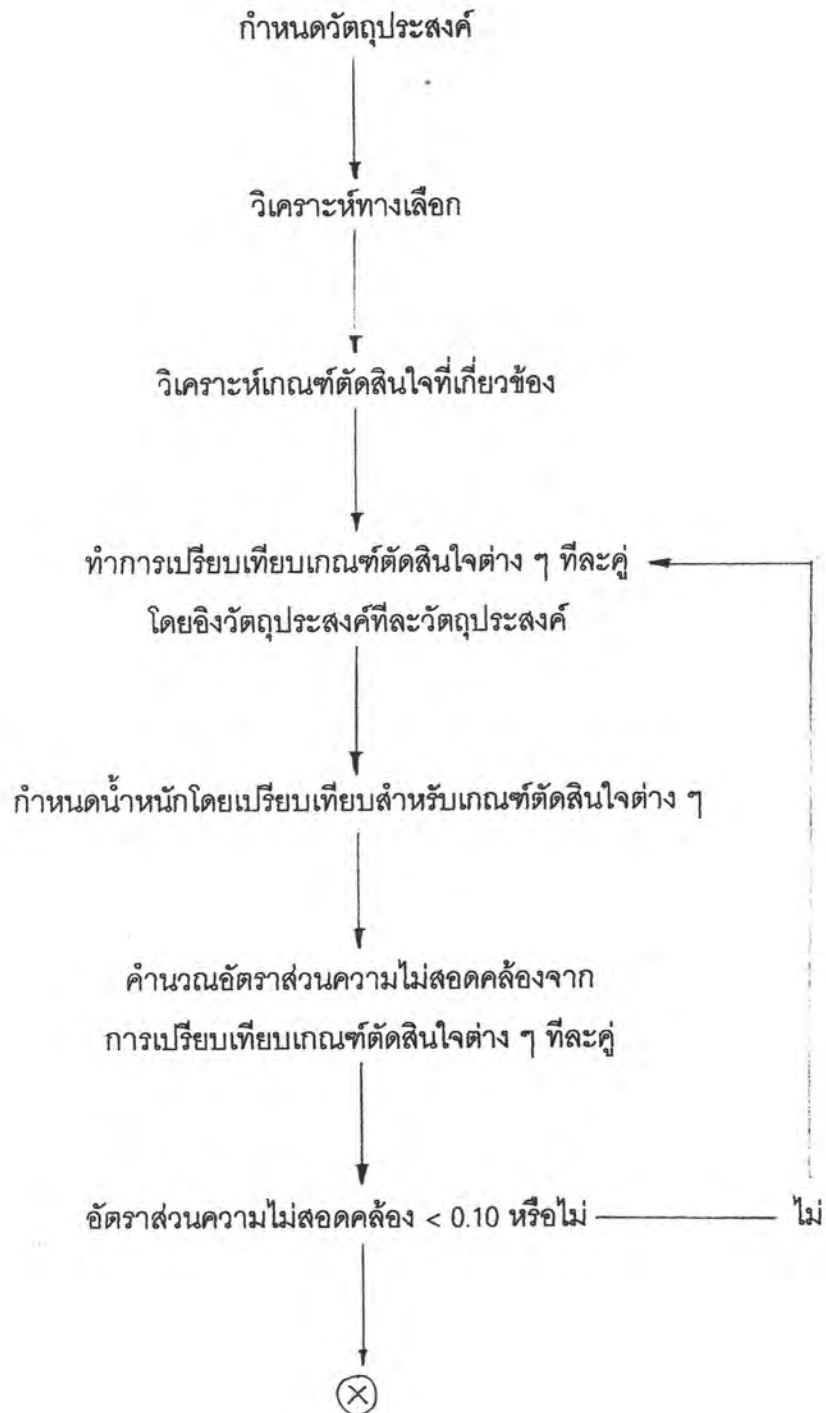 กำหนดวัตถุประสงค์
วิเคราะห์ทางเลือก
วิเคราะห์เกณฑ์ตัดสินใจที่เกี่ยวข้อง
ทำการเปรียบเทียบเกณฑ์ตัดสินใจต่าง ๆ ทีละคู่
โดยอิงวัตถุประสงค์ทีละวัตถุประสงค์
กำหนดน้ำหนักโดยเปรียบเทียบสำหรับเกณฑ์ตัดสินใจต่าง ๆ
คำนวณอัตราส่วนความไม่สอดคล้องจาก
การเปรียบเทียบเกณฑ์ตัดสินใจต่าง ๆ ทีละคู่
อัตราส่วนความไม่สอดคล้อง < 0.10 หรือไม่ ไม่
X